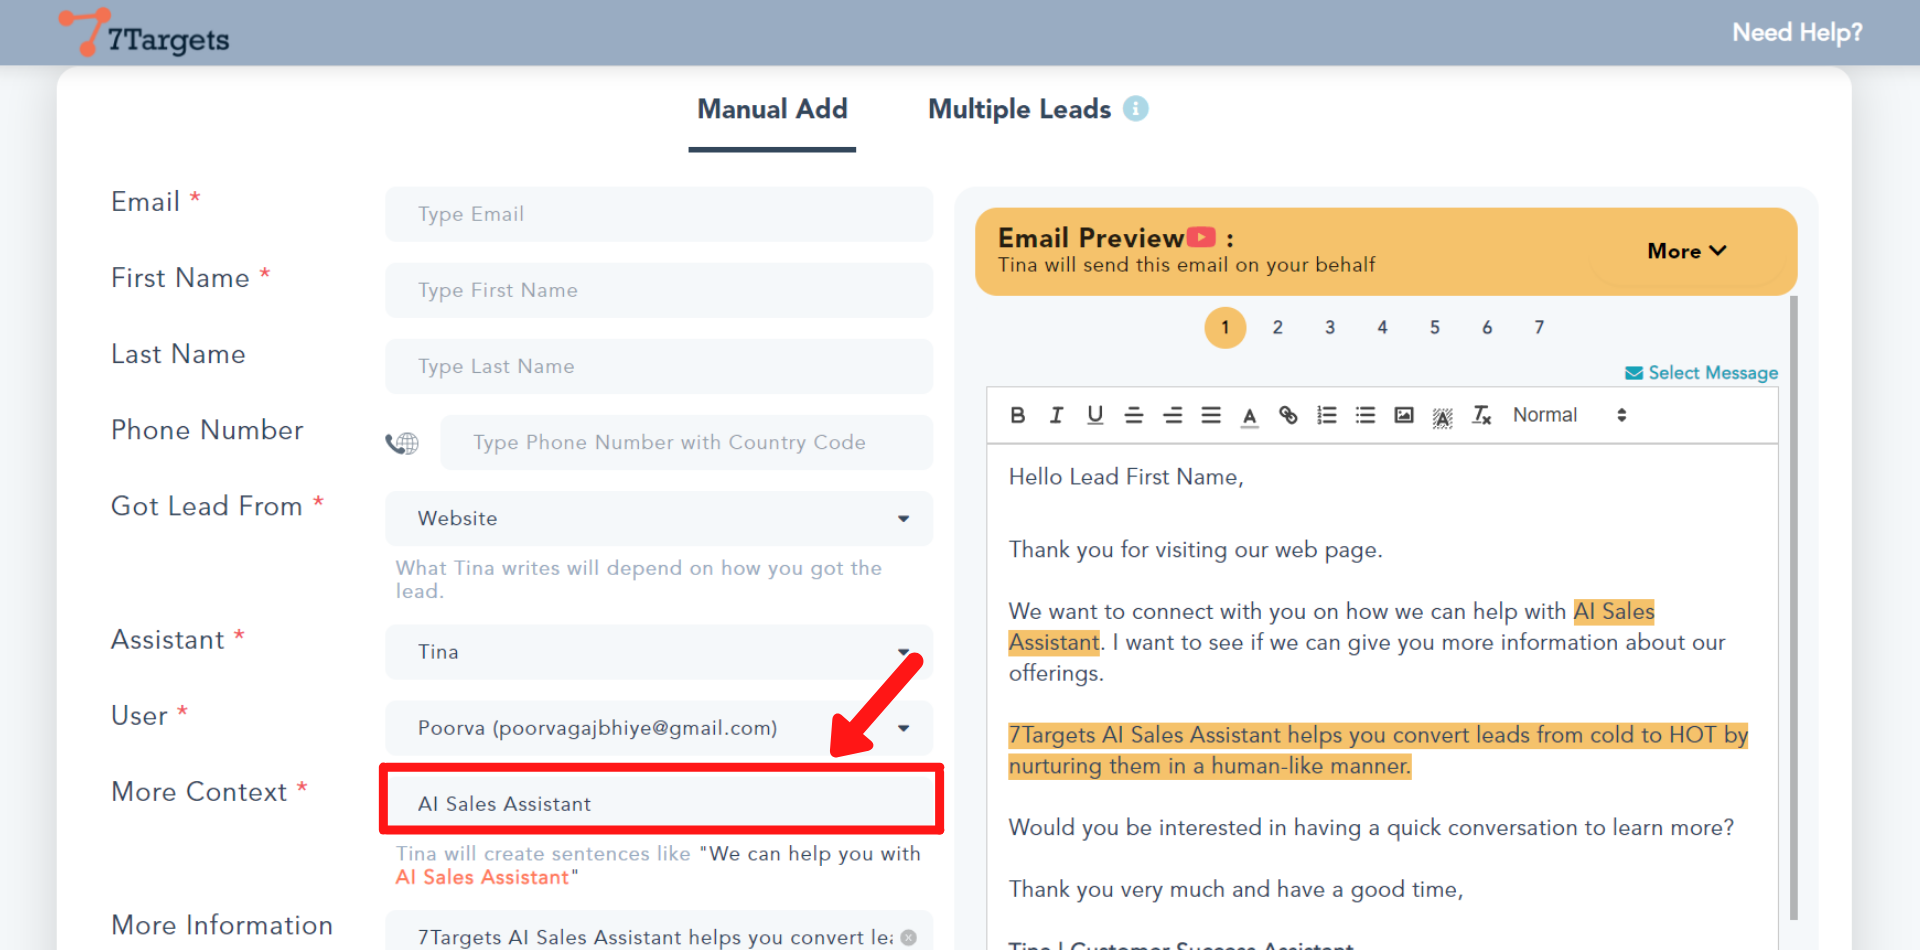 7Targets
Need Help?
Manual Add
Multiple Leads
Email *
Type Email
First Name *
Type First Name
Last Name
Type Last Name
Phone Number
Type Phone Number with Country Code
Got Lead From *
Website
What Tina writes will depend on how you got the
lead.
Assistant *
Tina
User *
Poorva (poorvagajbhiye@gmail.com)
More Context *
AI Sales Assistant
Tina will create sentences like "We can help you with
AI Sales Assistant"
More Information
7Targets AI Sales Assistant helps you convert lea
Email Preview :
Tina will send this email on your behalf
More
1 2 3 4 5 6 7
Select Message
Normal
Hello Lead First Name,
Thank you for visiting our web page.
We want to connect with you on how we can help with AI Sales
Assistant. I want to see if we can give you more information about our
offerings.
7Targets AI Sales Assistant helps you convert leads from cold to HOT by
nurturing them in a human-like manner.
Would you be interested in having a quick conversation to learn more?
Thank you very much and have a good time,
Tina | Customer Success Assistant